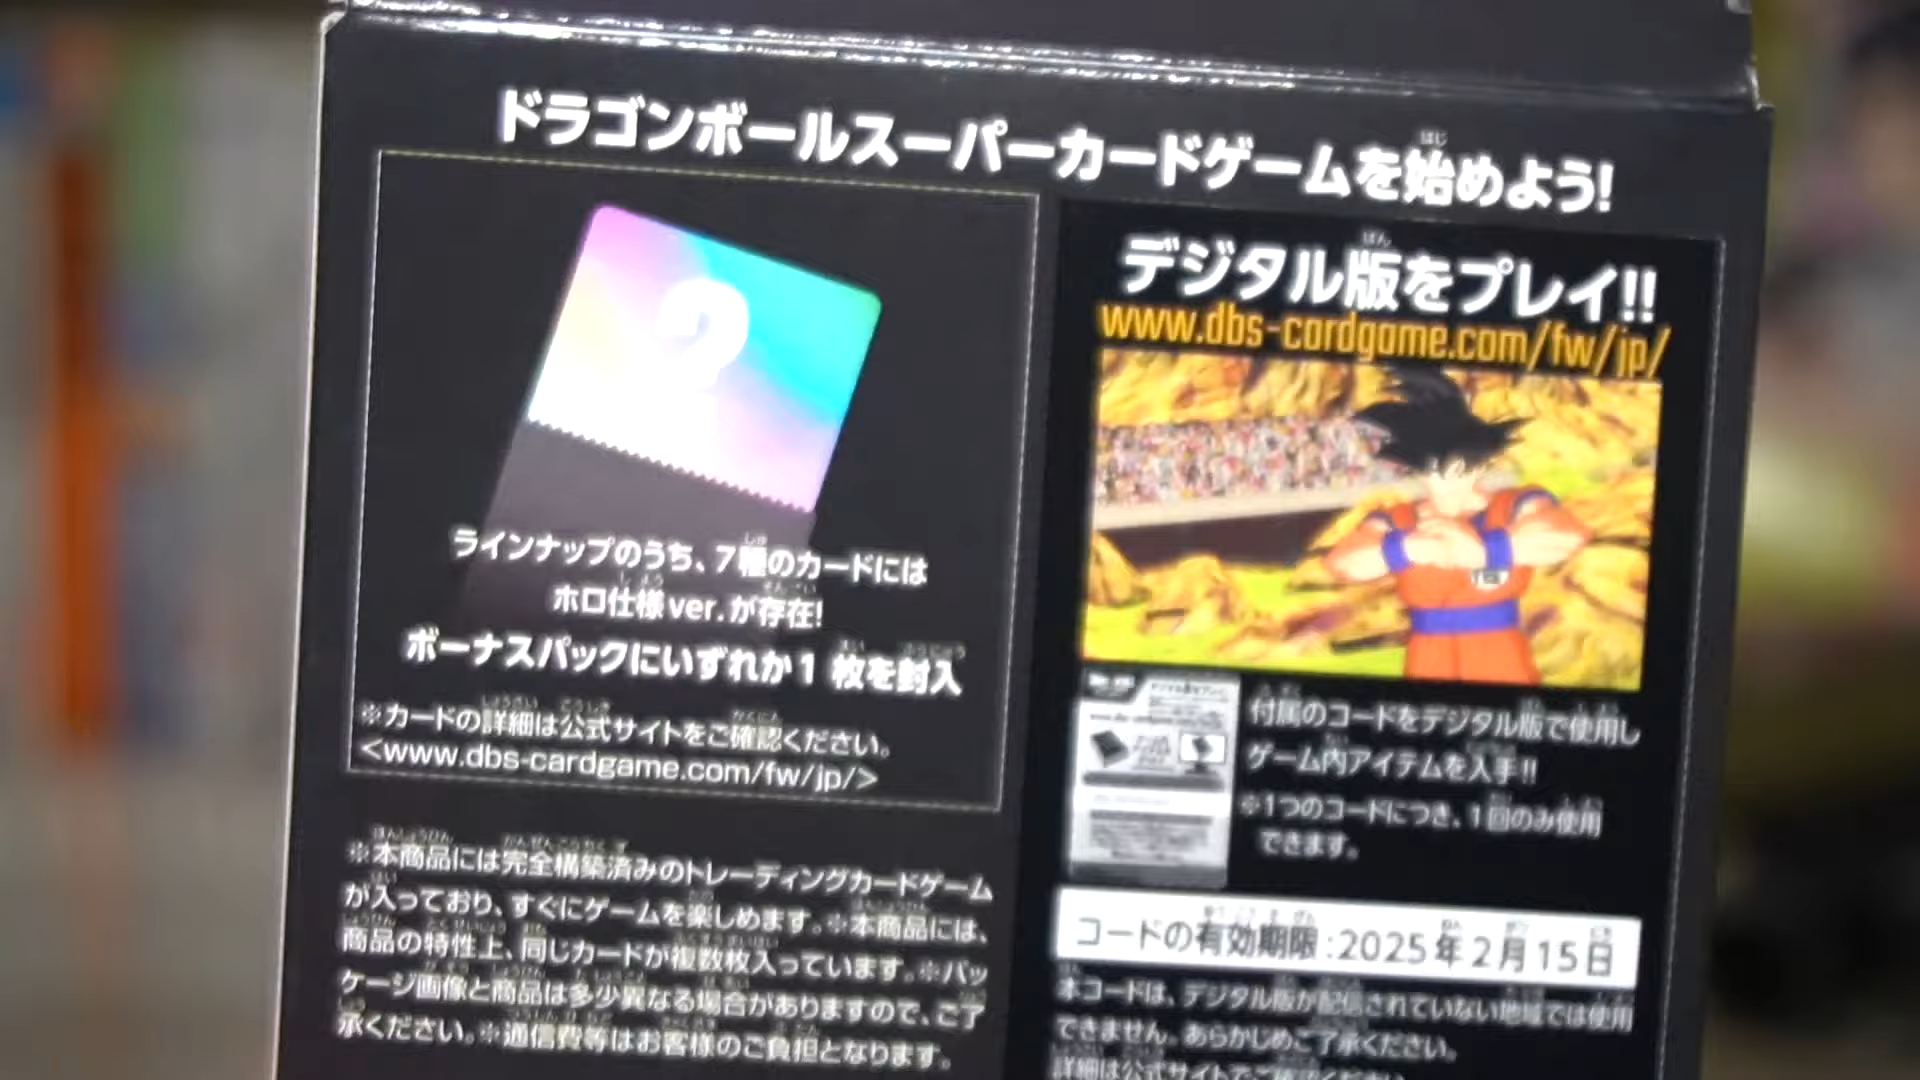 ドラゴンボールスーパーカードゲームを始めよう!
?
ラインナップのうち、7種のカードには
ホロ仕様ver.が存在!
ボーナスパックにいずれか1枚を封入
※カードの詳細は公式サイトをご確認ください。
<www.dbs-cardgame.com/fw/jp/>
※本商品には完全構築済みのトレーディングカードゲーム
が入っており、すぐにゲームを楽しめます。※本商品には、
商品の特性上、同じカードが複数枚入っています。※パッ
ケージ画像と商品は多少異なる場合がありますので、ご了
承ください。※通信費等はお客様のご負担となります。
デジタル版をプレイ!!
www.dbs-cardgame.com/fw/jp/
付属のコードをデジタル版で使用し
ゲーム内アイテムを入手!!
※1つのコードにつき、1回のみ使用
できます。
コードの有効期限:2025年2月15日
本コードは、デジタル版が配信されていない地域では使用
できません。あらかじめご了承ください。
詳細は公式サイトでご確認ください